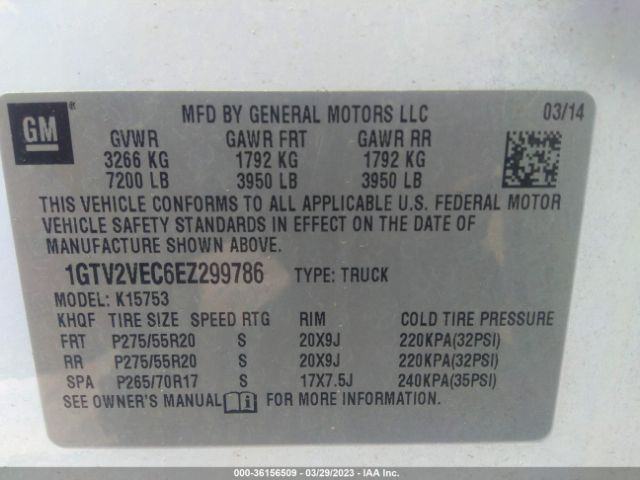 GM ® MFD BY GENERAL MOTORS LLC 03/14
GVWR GAWR FRT GAWR RR
3266 KG 1792 KG 1792 KG
7200 LB 3950 LB 3950 LB
THIS VEHICLE CONFORMS TO ALL APPLICABLE U.S. FEDERAL MOTOR
VEHICLE SAFETY STANDARDS IN EFFECT ON THE DATE OF
MANUFACTURE SHOWN ABOVE.
1GTV2VEC6EZ299786 TYPE: TRUCK
MODEL: K15753
KHQF TIRE SIZE SPEED RTG RIM COLD TIRE PRESSURE
FRT P275/55R20 S 20X9J 220KPA(32PSI)
RR P275/55R20 S 20X9J 220KPA(32PSI)
SPA P265/70R17 S 17X7.5J 240KPA(35PSI)
SEE OWNER'S MANUAL FOR MORE INFORMATION.
000-36156509 — 03/29/2023 — IAA Inc.